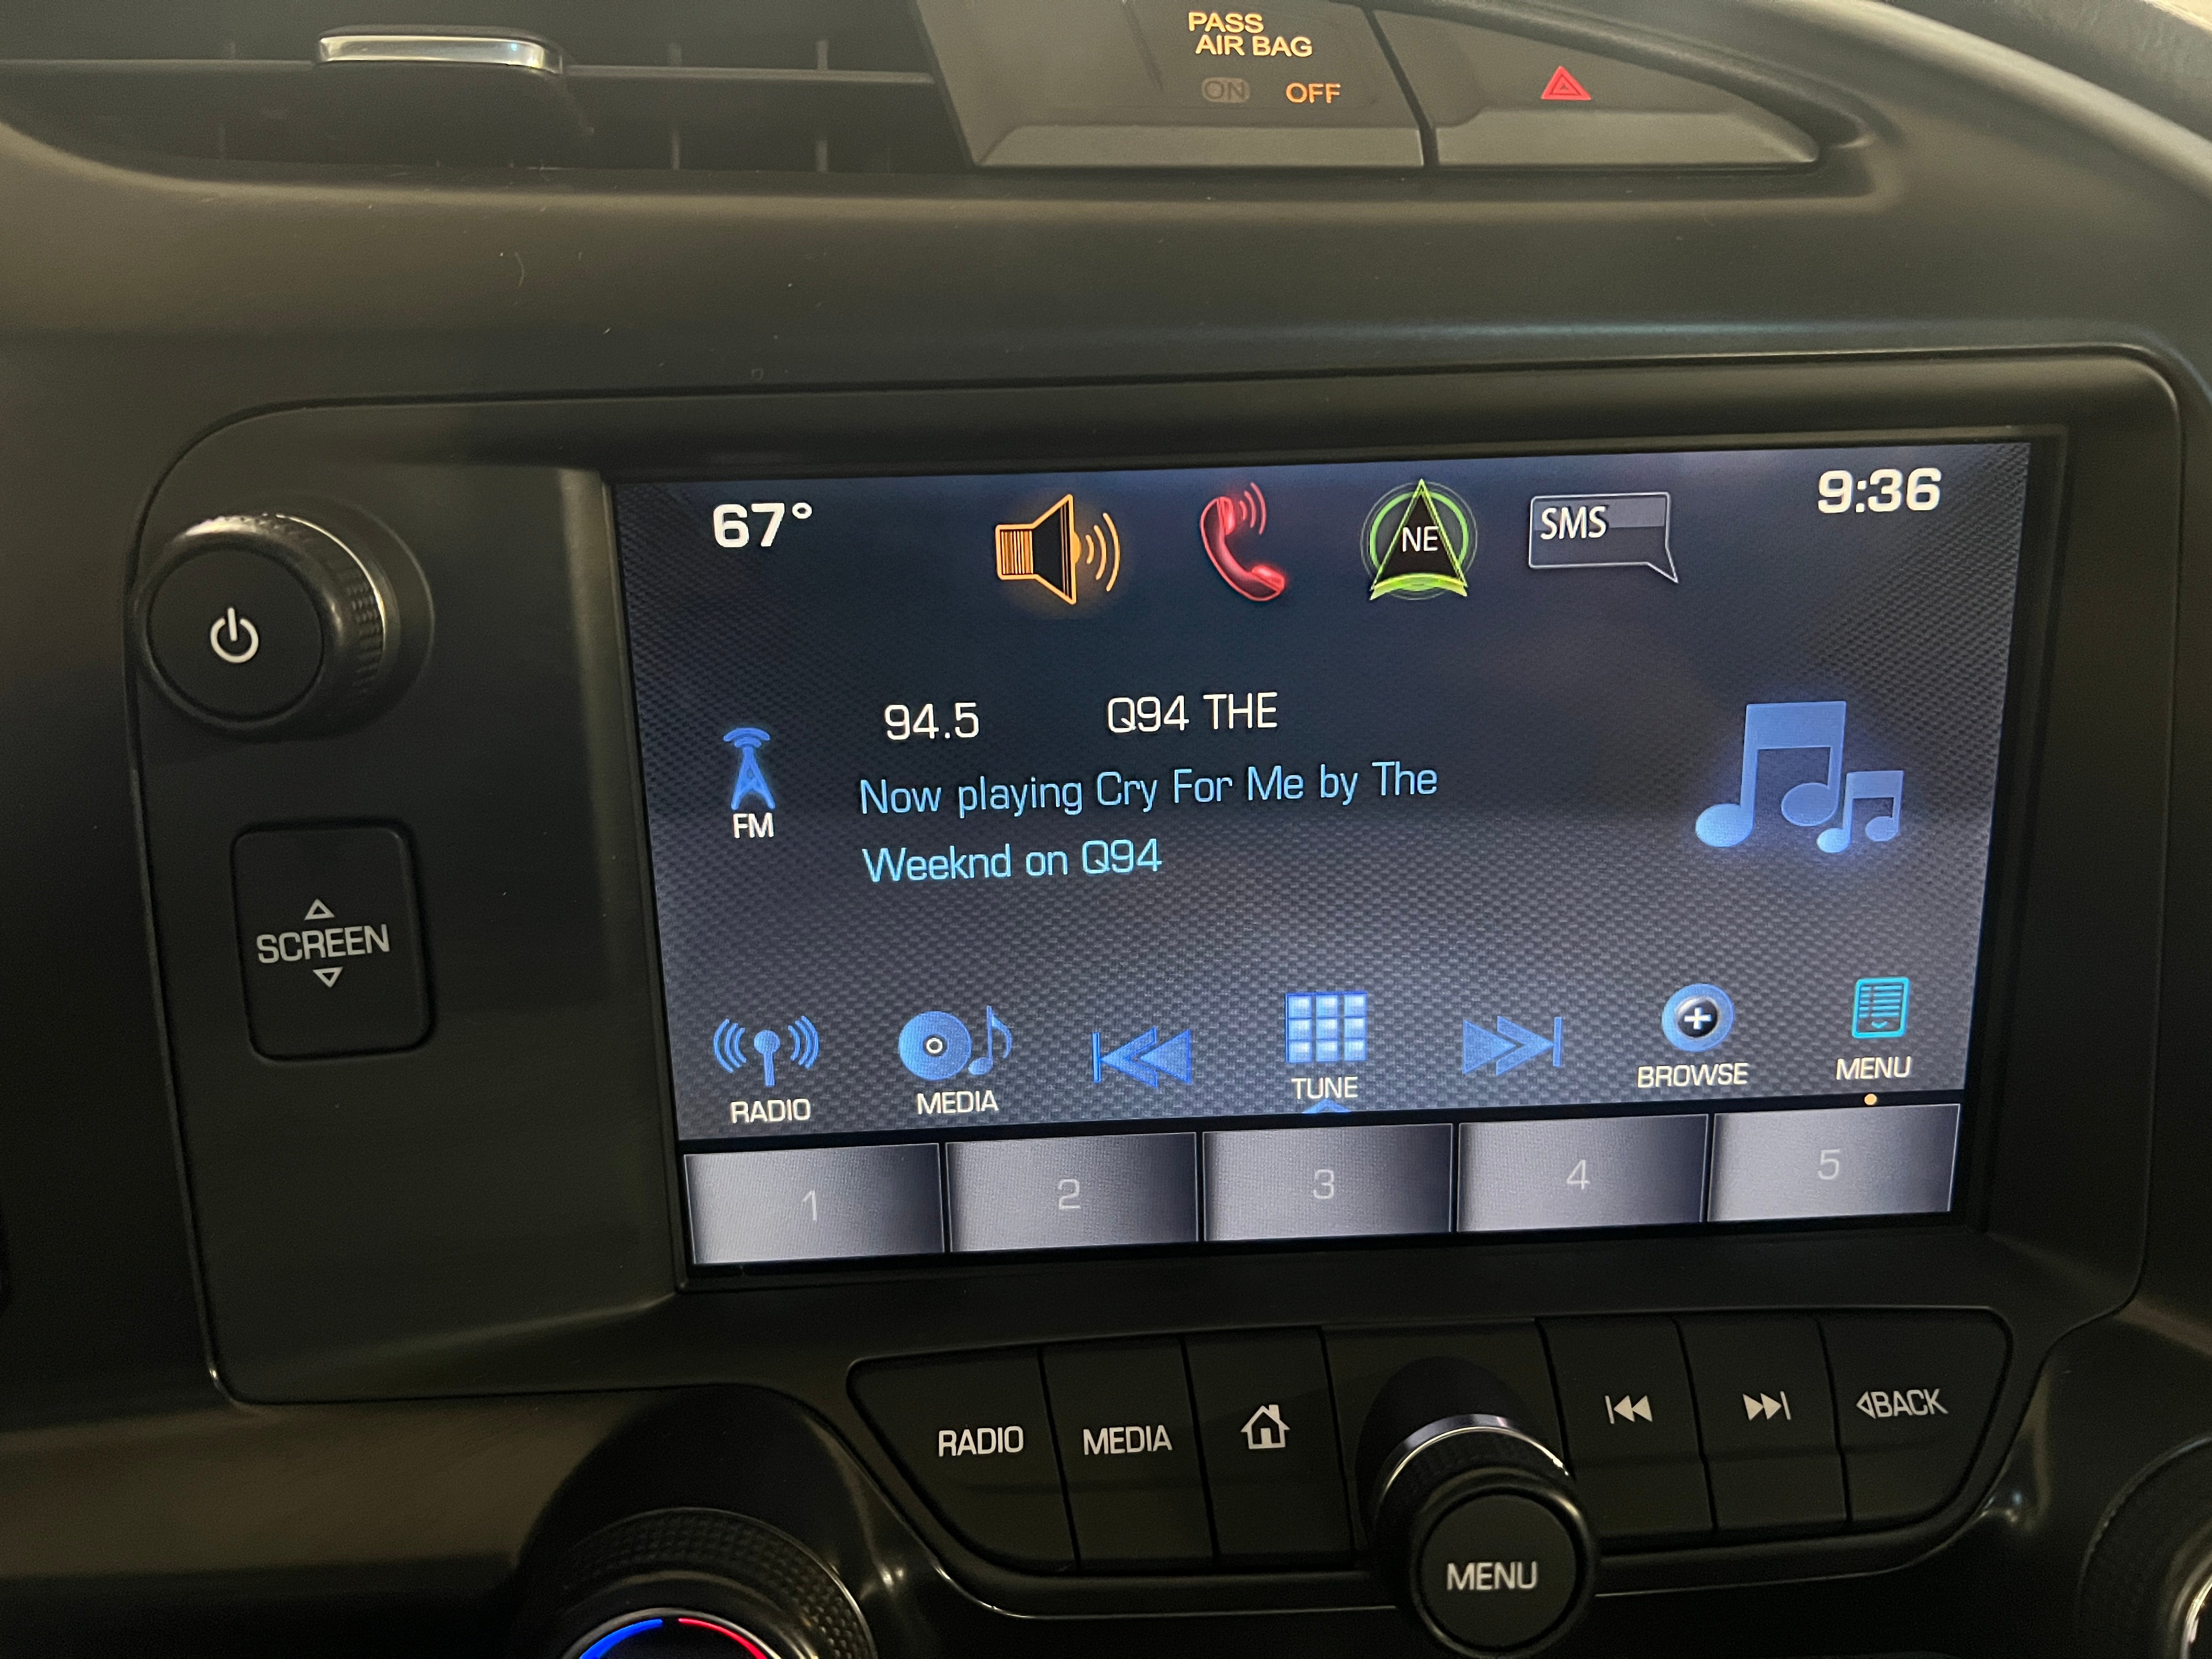 PASS
AIR BAG
ON OFF
67°
NE
SMS
9:36
94.5 Q94 THE
FM
Now playing Cry For Me by The
Weeknd on Q94
SCREEN
RADIO
MEDIA
TUNE
BROWSE
MENU
1
2
3
4
5
RADIO
MEDIA
BACK
MENU